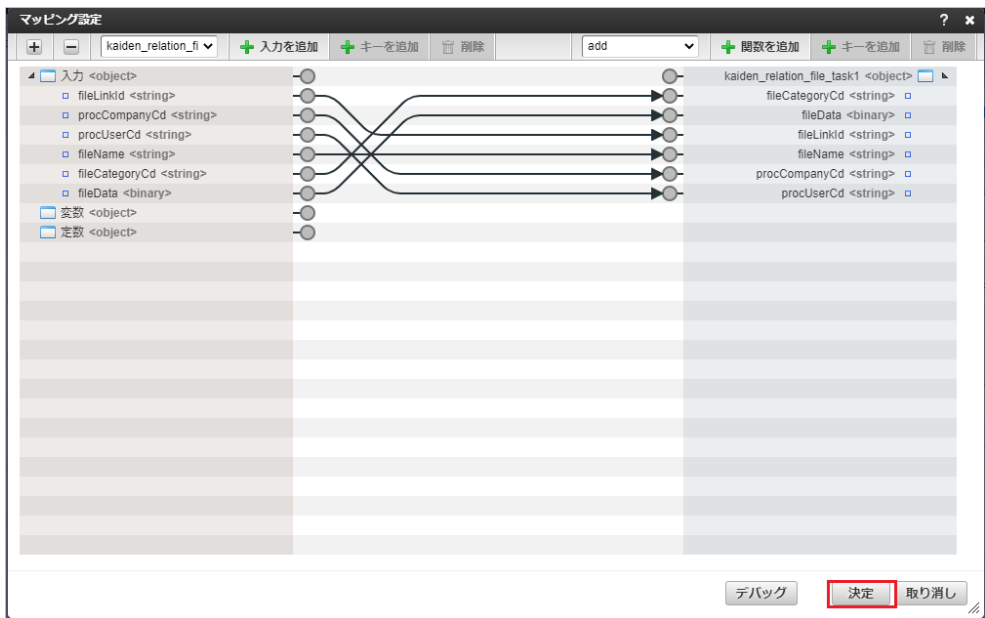 マッピング設定 ? ×
kaiden_relation_fi 入力を追加 キーを追加 削除 add 関数を追加 キーを追加 削除
入力 <object> kaiden_relation_file_task1 <object>
fileLinkId <string> fileCategoryCd <string>
procCompanyCd <string> fileData <binary>
procUserCd <string> fileLinkId <string>
fileName <string> fileName <string>
fileCategoryCd <string> procCompanyCd <string>
fileData <binary> procUserCd <string>
変数 <object>
定数 <object>
デバッグ 決定 取り消し